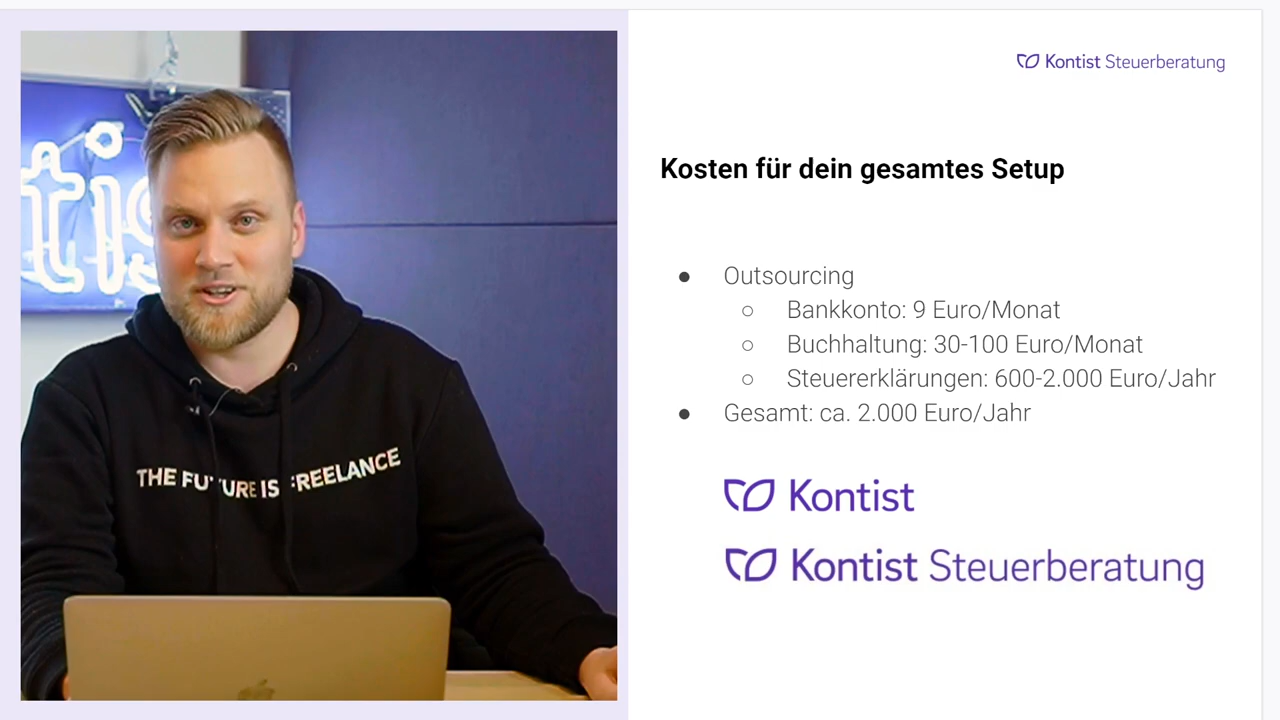 tis
THE FUTURE IS FREELANCE
Kontist Steuerberatung
Kosten für dein gesamtes Setup
● Outsourcing
○ Bankkonto: 9 Euro/Monat
○ Buchhaltung: 30-100 Euro/Monat
○ Steuererklärungen: 600-2.000 Euro/Jahr
● Gesamt: ca. 2.000 Euro/Jahr
Kontist
Kontist Steuerberatung